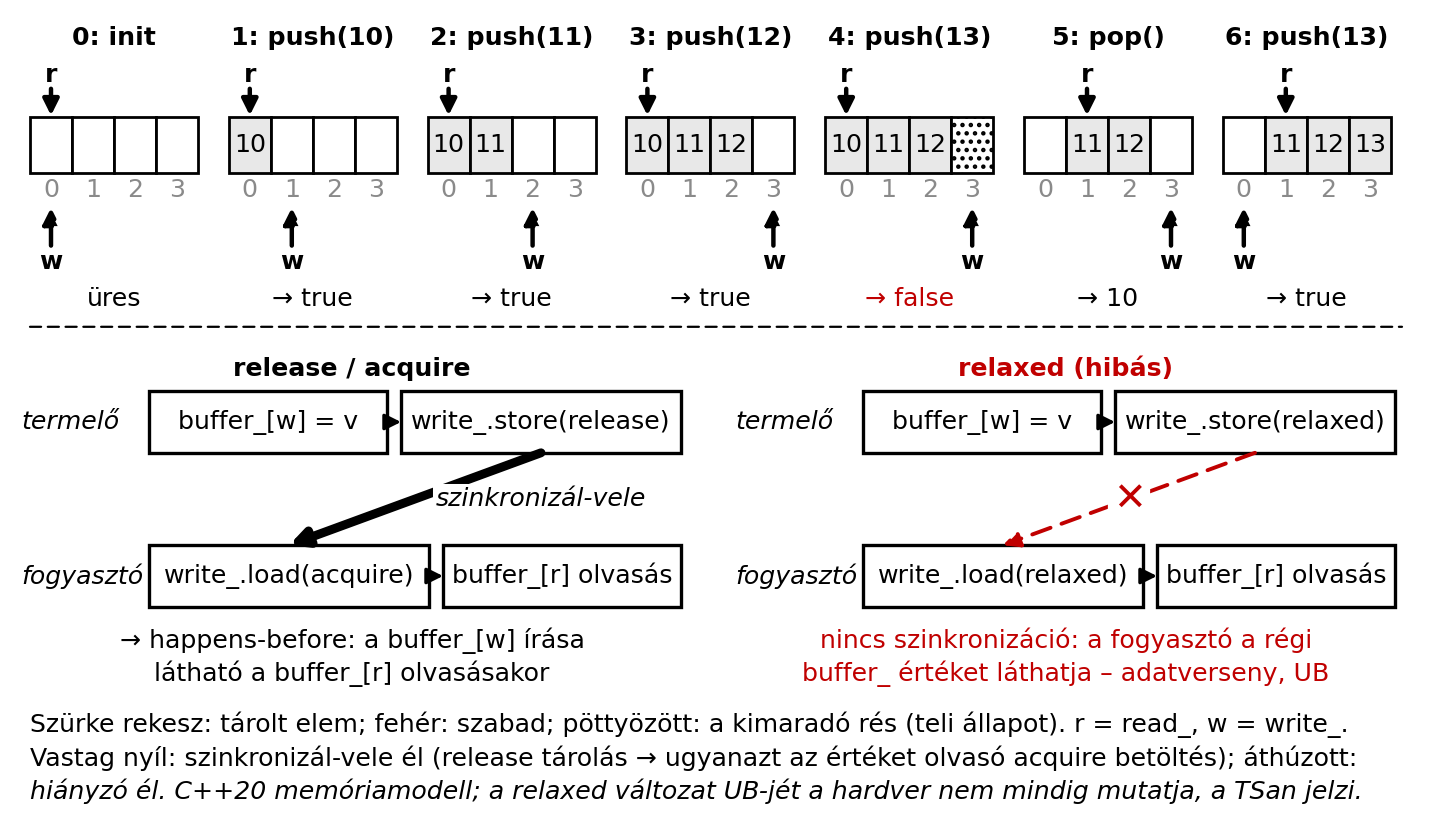 0: init 1: push(10) 2: push(11) 3: push(12) 4: push(13) 5: pop() 6: push(13)
r r r r r r r
10 10 11 10 11 12 10 11 12 11 12 11 12 13
0 1 2 3 0 1 2 3 0 1 2 3 0 1 2 3 0 1 2 3 0 1 2 3 0 1 2 3
w w w w w w w
üres → true → true → true → false → 10 → true
release / acquire
termelő buffer_[w] = v write_.store(release)
szinkronizál-vele
fogyasztó write_.load(acquire) buffer_[r] olvasás
→ happens-before: a buffer_[w] írása
látható a buffer_[r] olvasásakor
relaxed (hibás)
termelő buffer_[w] = v write_.store(relaxed)
fogyasztó write_.load(relaxed) buffer_[r] olvasás
nincs szinkronizáció: a fogyasztó a régi
buffer_ értéket láthatja – adatverseny, UB
Szürke rekesz: tárolt elem; fehér: szabad; pöttyözött: a kimaradó rés (teli állapot). r = read_, w = write_.
Vastag nyíl: szinkronizál-vele él (release tárolás → ugyanazt az értéket olvasó acquire betöltés); áthúzott:
hiányzó él. C++20 memóriamodell; a relaxed változat UB-jét a hardver nem mindig mutatja, a TSan jelzi.